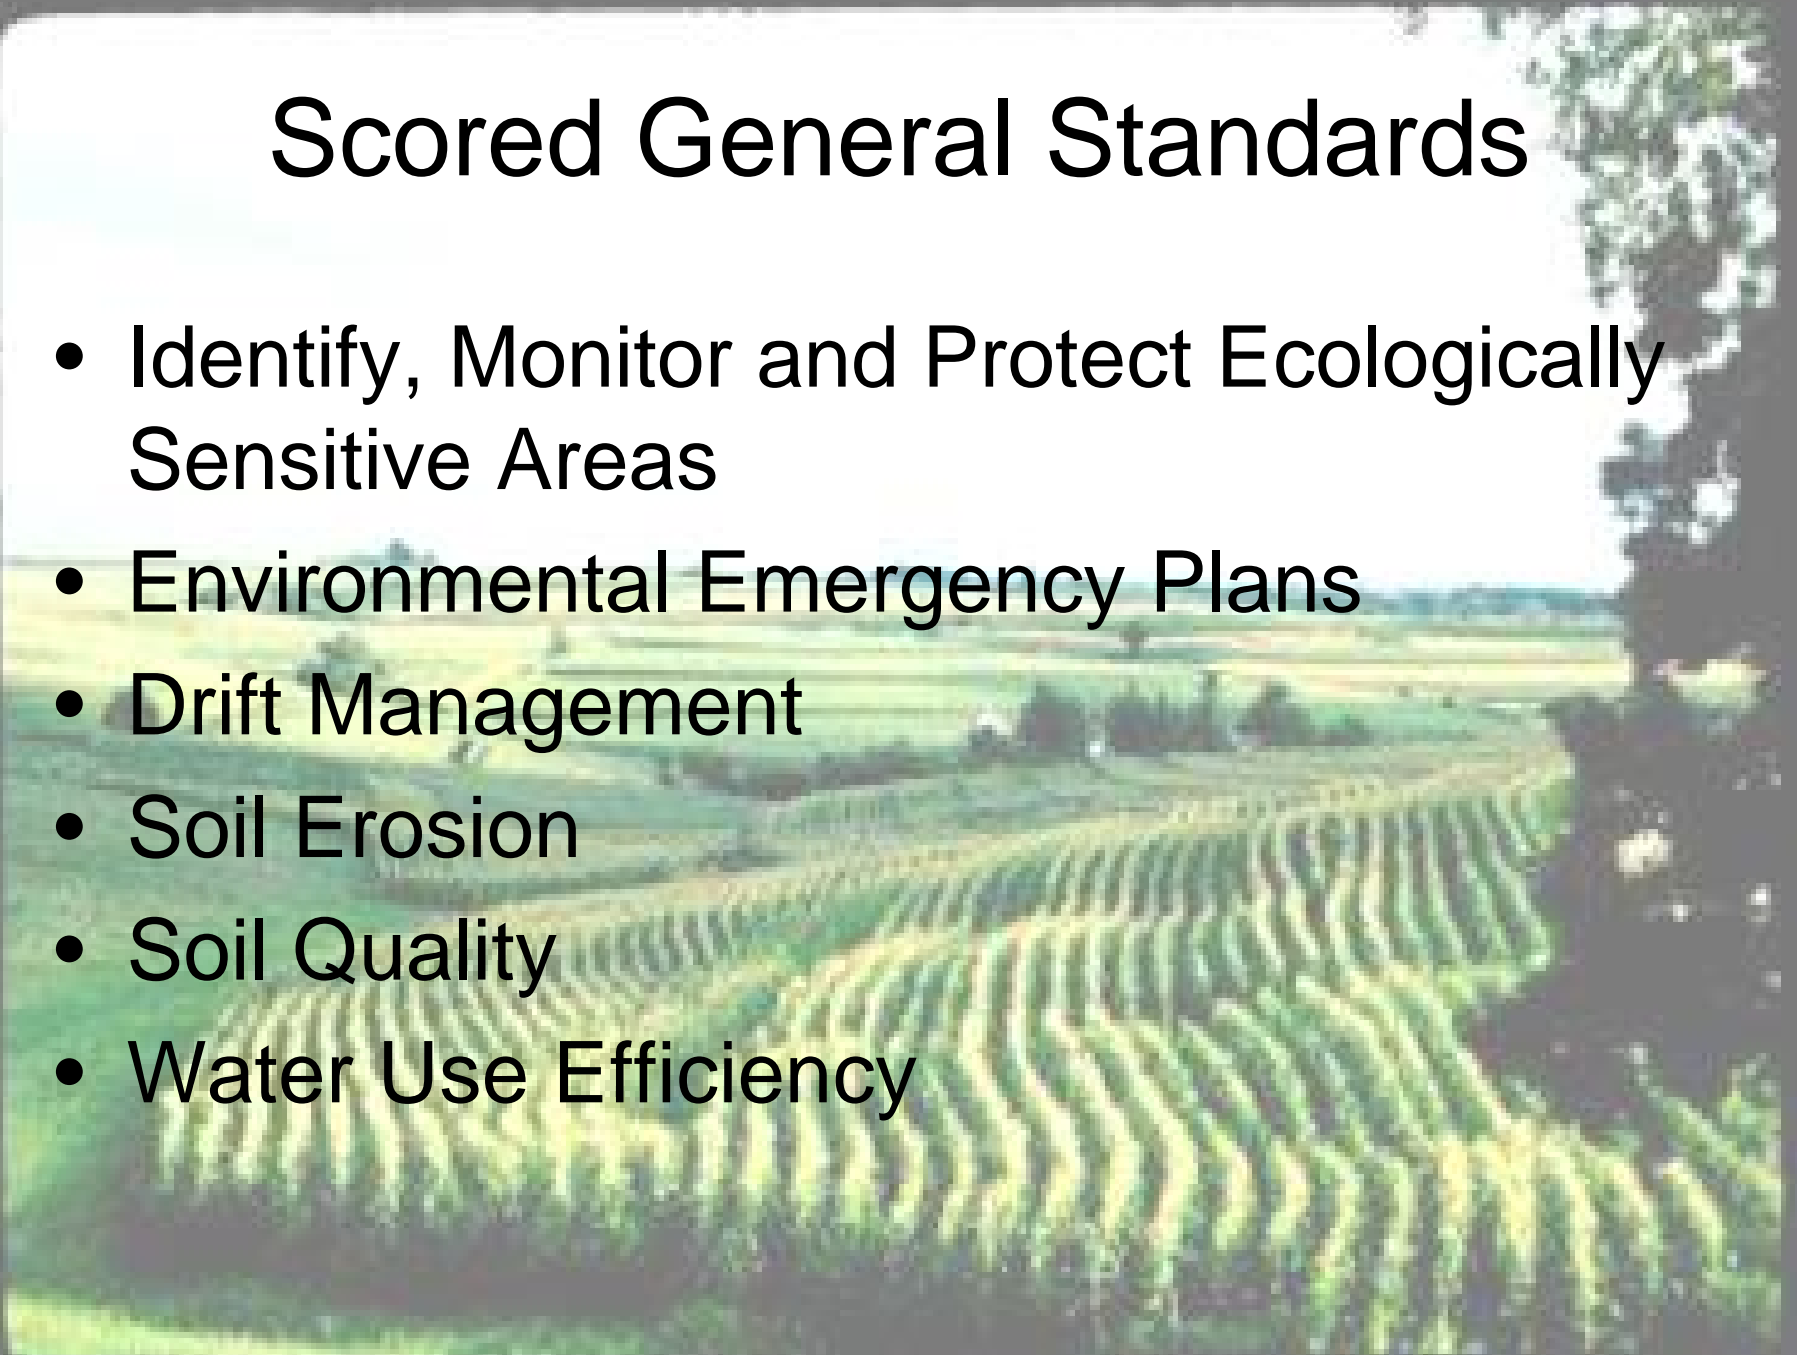 Scored General Standards
• Identify, Monitor and Protect Ecologically
Sensitive Areas
• Environmental Emergency Plans
• Drift Management
• Soil Erosion
• Soil Quality
• Water Use Efficiency